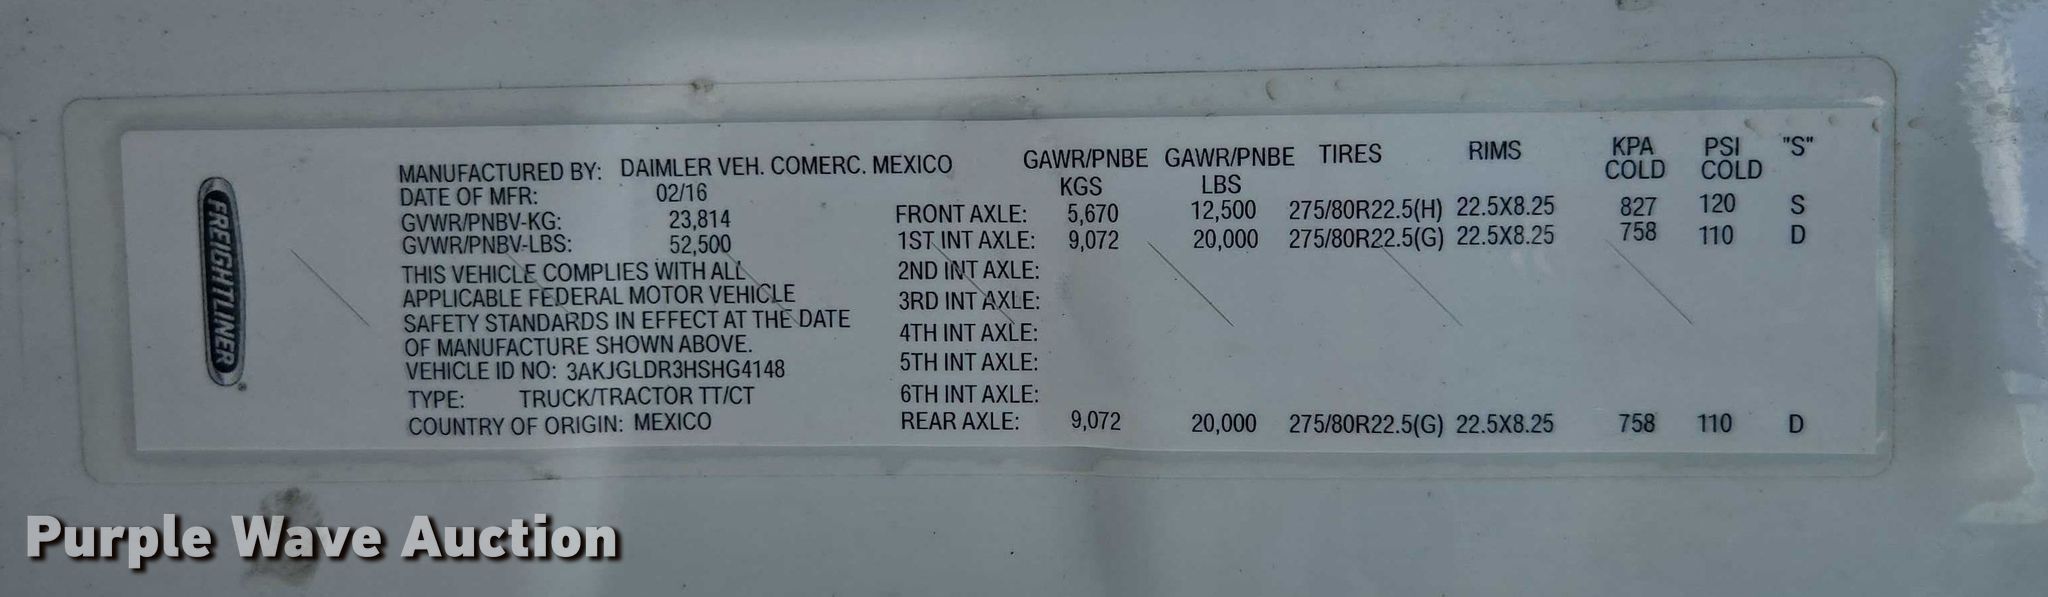 FREIGHTLINER®
MANUFACTURED BY: DAIMLER VEH. COMERC. MEXICO
DATE OF MFR: 02/16
GVWR/PNBV-KG: 23,814
GVWR/PNBV-LBS: 52,500
THIS VEHICLE COMPLIES WITH ALL
APPLICABLE FEDERAL MOTOR VEHICLE
SAFETY STANDARDS IN EFFECT AT THE DATE
OF MANUFACTURE SHOWN ABOVE.
VEHICLE ID NO: 3AKJGLDR3HSHG4148
TYPE: TRUCK/TRACTOR TT/CT
COUNTRY OF ORIGIN: MEXICO
GAWR/PNBE GAWR/PNBE TIRES RIMS KPA PSI "S"
KGS LBS COLD COLD
FRONT AXLE: 5,670 12,500 275/80R22.5(H) 22.5X8.25 827 120 S
1ST INT AXLE: 9,072 20,000 275/80R22.5(G) 22.5X8.25 758 110 D
2ND INT AXLE:
3RD INT AXLE:
4TH INT AXLE:
5TH INT AXLE:
6TH INT AXLE:
REAR AXLE: 9,072 20,000 275/80R22.5(G) 22.5X8.25 758 110 D
Purple Wave Auction